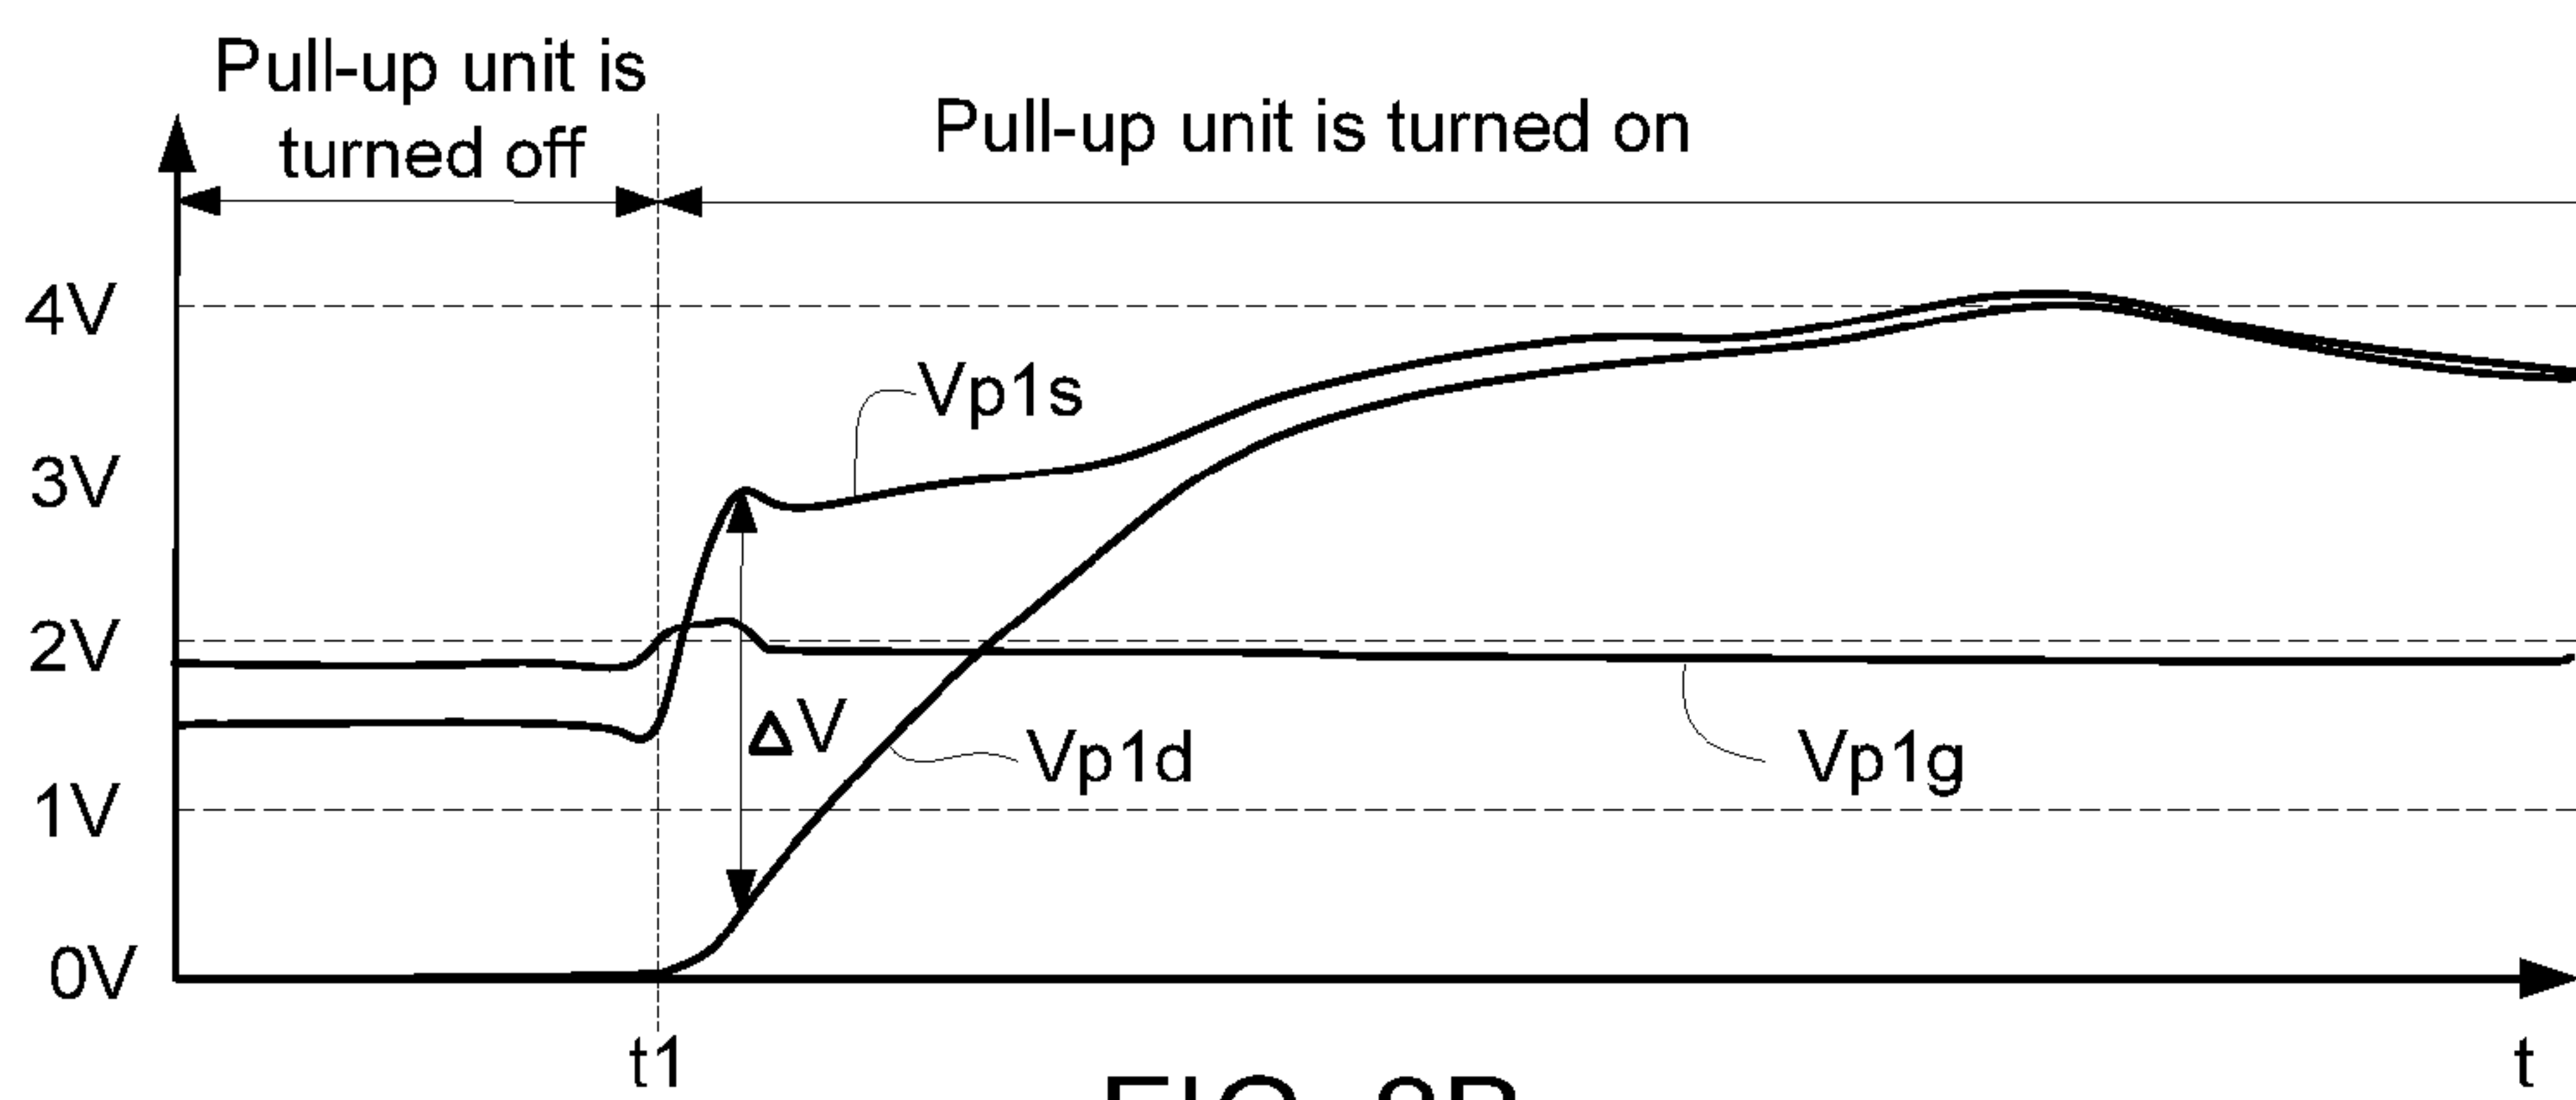 Pull-up unit is
turned off
Pull-up unit is turned on
4V
3V
2V
1V
0V
Vp1s
ΔV
Vp1d
Vp1g
t1
t